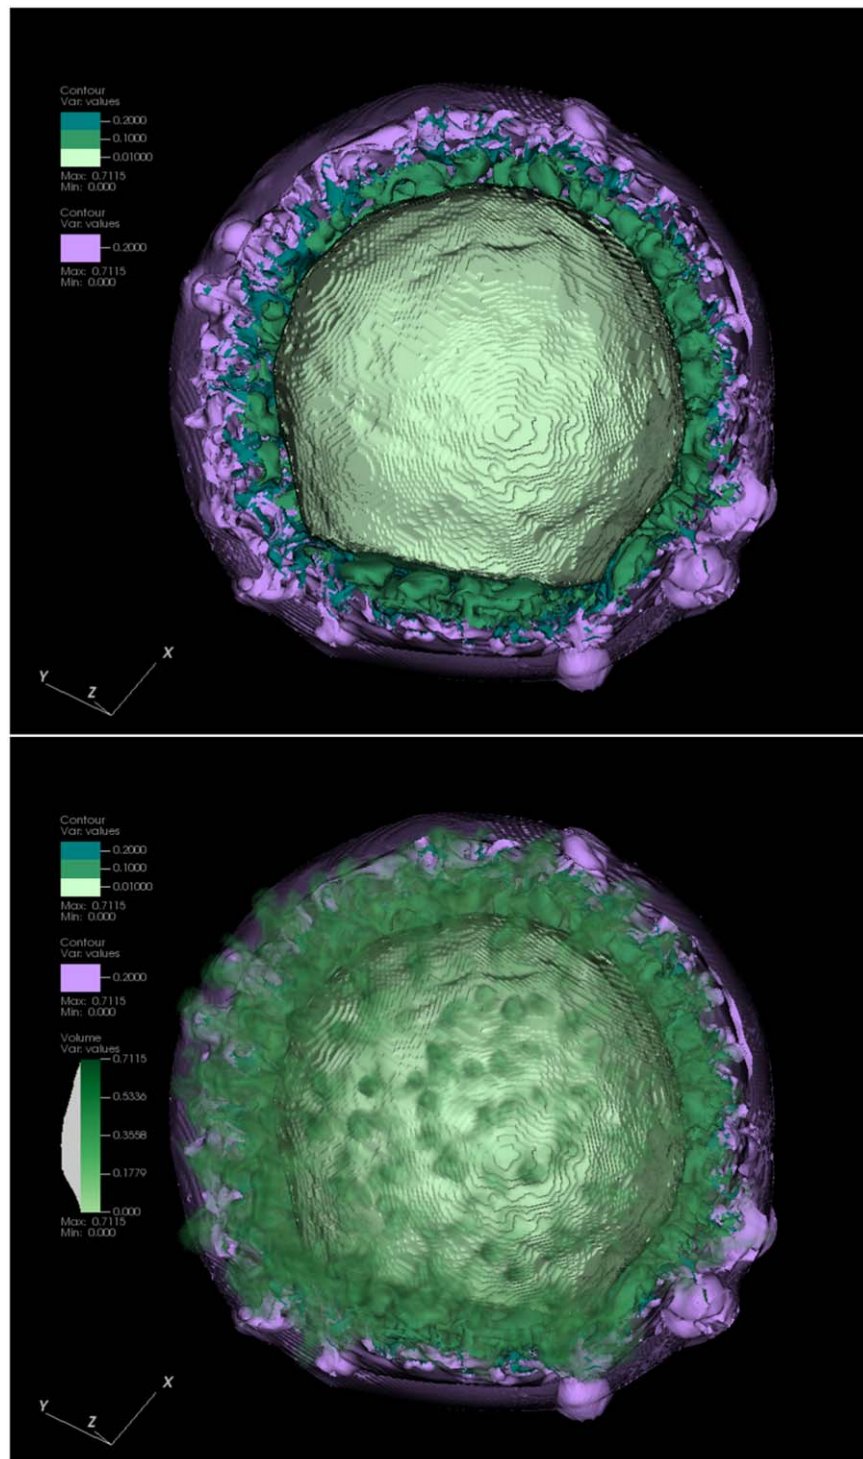 Contour
Var: values
0.2000
0.1000
0.01000
Max: 0.7115
Min: 0.000
Contour
Var: values
0.2000
Max: 0.7115
Min: 0.000
X
Y
Z
Contour
Var: values
0.2000
0.1000
0.01000
Max: 0.7115
Min: 0.000
Contour
Var: values
0.2000
Max: 0.7115
Min: 0.000
Volume
Var: values
0.7115
0.5336
0.3558
0.1779
0.000
Max: 0.7115
Min: 0.000
X
Y
Z